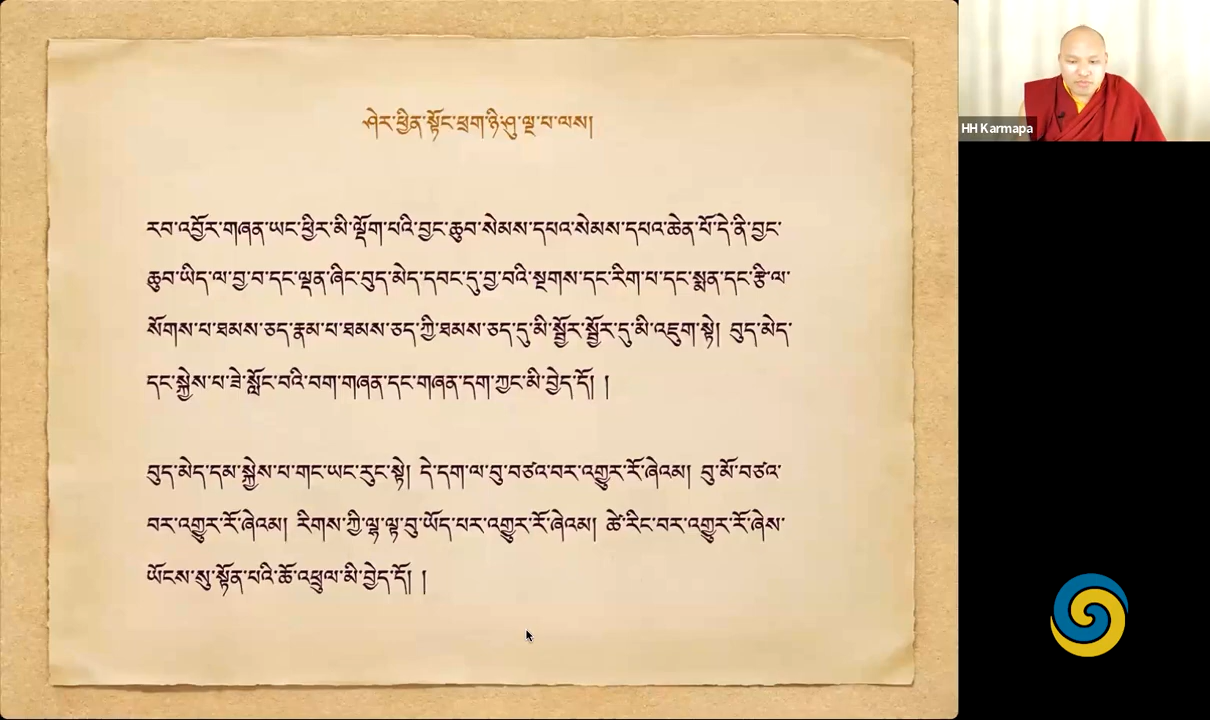 ཤེར་ཕྱིན་སྟོང་ཕྲག་ཉི་ཤུ་ལྔ་པ་ལས།
རབ་འབྱོར་གཞན་ཡང་ཕྱིར་མི་ལྡོག་པའི་བྱང་ཆུབ་སེམས་དཔའ་སེམས་དཔའ་ཆེན་པོ་དེ་ནི་བྱང་
ཆུབ་ཡིད་ལ་བྱ་བ་དང་ལྡན་ཞིང་བུད་མེད་དབང་དུ་བྱ་བའི་སྔགས་དང་རིག་པ་དང་སྨན་དང་རྩི་ལ་
སོགས་པ་ཐམས་ཅད་རྣམ་པ་ཐམས་ཅད་ཀྱི་ཐམས་ཅད་དུ་མི་སྦྱོར་སྦྱོར་དུ་མི་འཇུག་སྟེ། བུད་མེད་
དང་སྐྱེས་པ་ཟེ་སློང་བའི་བག་གཞན་དང་གཞན་དག་ཀྱང་མི་བྱེད་དོ། །
བུད་མེད་དམ་སྐྱེས་པ་གང་ཡང་རུང་སྟེ། དེ་དག་ལ་བུ་བཙའ་བར་འགྱུར་རོ་ཞེའམ། བུ་མོ་བཙའ་
བར་འགྱུར་རོ་ཞེའམ། རིགས་ཀྱི་ལྷ་ལྟ་བུ་ཡོད་པར་འགྱུར་རོ་ཞེའམ། ཚེ་རིང་བར་འགྱུར་རོ་ཞེས་
ཡོངས་སུ་སྟོན་པའི་ཆོ་འཕྲུལ་མི་བྱེད་དོ། །
HH Karmapa